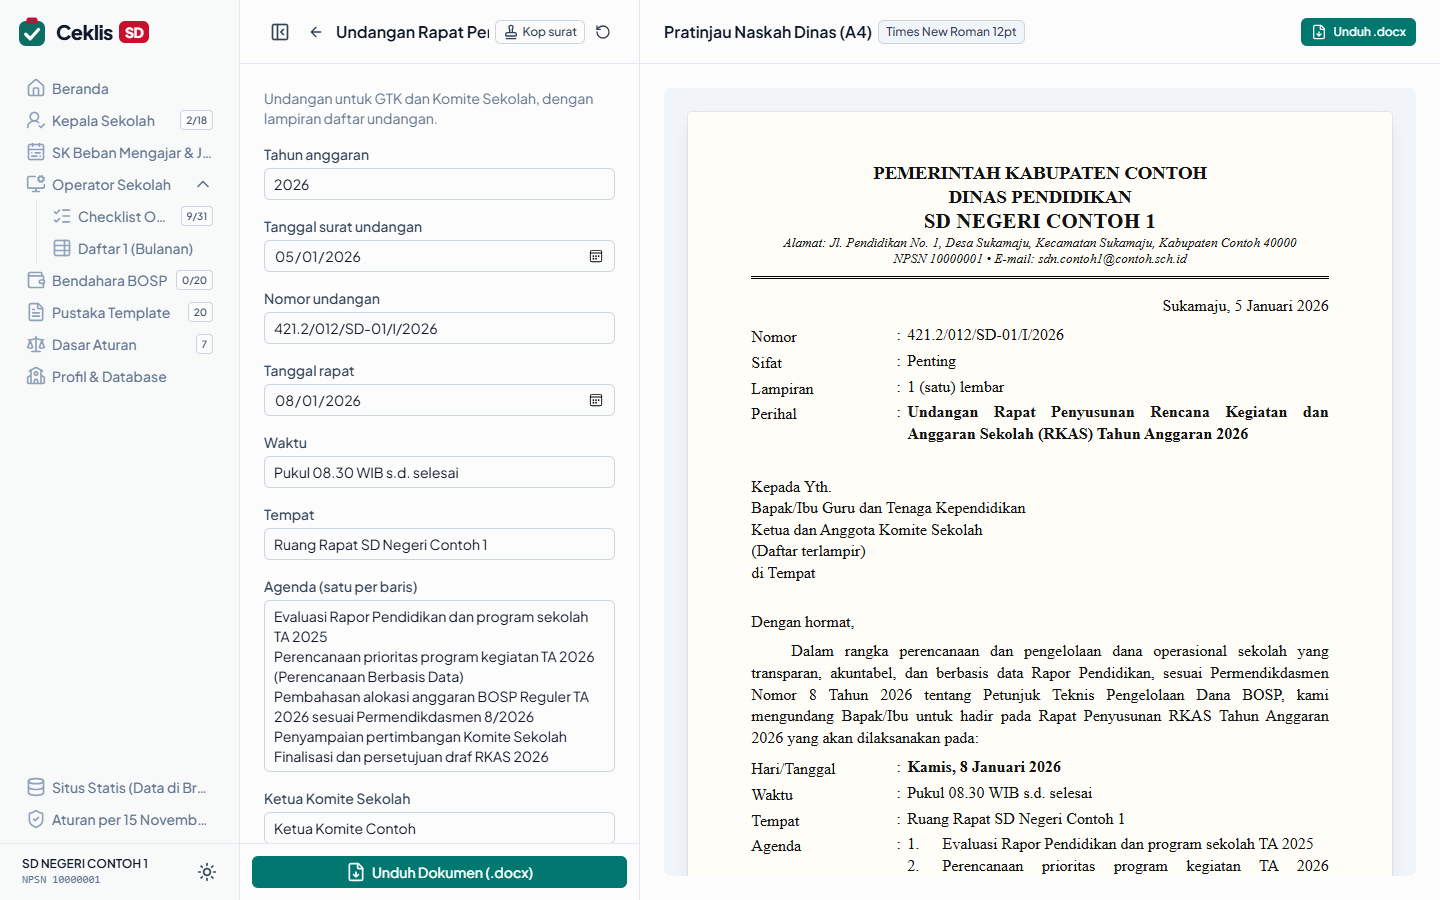 Ceklis SD
Beranda
Kepala Sekolah 2/18
SK Beban Mengajar & J...
Operator Sekolah
Checklist O... 9/31
Daftar 1 (Bulanan)
Bendahara BOSP 0/20
Pustaka Template 20
Dasar Aturan 7
Profil & Database
Situs Statis (Data di Br...
Aturan per 15 Novemb...
SD NEGERI CONTOH 1
NPSN 10000001
Undangan Rapat Per
Kop surat
Undangan untuk GTK dan Komite Sekolah, dengan
lampiran daftar undangan.
Tahun anggaran
2026
Tanggal surat undangan
05/01/2026
Nomor undangan
421.2/012/SD-01/I/2026
Tanggal rapat
08/01/2026
Waktu
Pukul 08.30 WIB s.d. selesai
Tempat
Ruang Rapat SD Negeri Contoh 1
Agenda (satu per baris)
Evaluasi Rapor Pendidikan dan program sekolah
TA 2025
Perencanaan prioritas program kegiatan TA 2026
(Perencanaan Berbasis Data)
Pembahasan alokasi anggaran BOSP Reguler TA
2026 sesuai Permendikdasmen 8/2026
Penyampaian pertimbangan Komite Sekolah
Finalisasi dan persetujuan draf RKAS 2026
Ketua Komite Sekolah
Ketua Komite Contoh
Unduh Dokumen (.docx)
Pratinjau Naskah Dinas (A4)
Times New Roman 12pt
Unduh .docx
PEMERINTAH KABUPATEN CONTOH
DINAS PENDIDIKAN
SD NEGERI CONTOH 1
Alamat: Jl. Pendidikan No. 1, Desa Sukamaju, Kecamatan Sukamaju, Kabupaten Contoh 40000
NPSN 10000001 • E-mail: sdn.contoh1@contoh.sch.id
Sukamaju, 5 Januari 2026
Nomor : 421.2/012/SD-01/I/2026
Sifat : Penting
Lampiran : 1 (satu) lembar
Perihal : Undangan Rapat Penyusunan Rencana Kegiatan dan
Anggaran Sekolah (RKAS) Tahun Anggaran 2026
Kepada Yth.
Bapak/Ibu Guru dan Tenaga Kependidikan
Ketua dan Anggota Komite Sekolah
(Daftar terlampir)
di Tempat
Dengan hormat,
Dalam rangka perencanaan dan pengelolaan dana operasional sekolah yang
transparan, akuntabel, dan berbasis data Rapor Pendidikan, sesuai Permendikdasmen
Nomor 8 Tahun 2026 tentang Petunjuk Teknis Pengelolaan Dana BOSP, kami
mengundang Bapak/Ibu untuk hadir pada Rapat Penyusunan RKAS Tahun Anggaran
2026 yang akan dilaksanakan pada:
Hari/Tanggal : Kamis, 8 Januari 2026
Waktu : Pukul 08.30 WIB s.d. selesai
Tempat : Ruang Rapat SD Negeri Contoh 1
Agenda : 1. Evaluasi Rapor Pendidikan dan program sekolah TA 2025
2. Perencanaan prioritas program kegiatan TA 2026